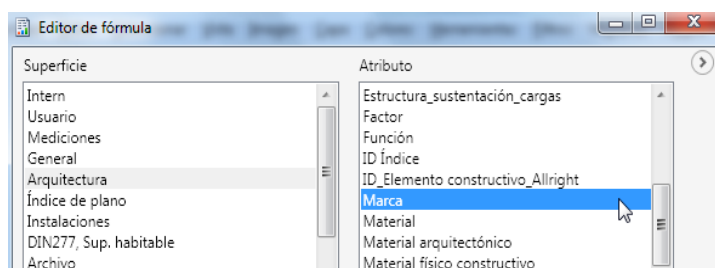 Editor de fórmula
Superficie
Atributo
Intern
Usuario
Mediciones
General
Arquitectura
Índice de plano
Instalaciones
DIN277, Sup. habitable
Archivo
Estructura_sustentación_cargas
Factor
Función
ID Índice
ID_Elemento constructivo_Allright
Marca
Material
Material arquitectónico
Material físico constructivo